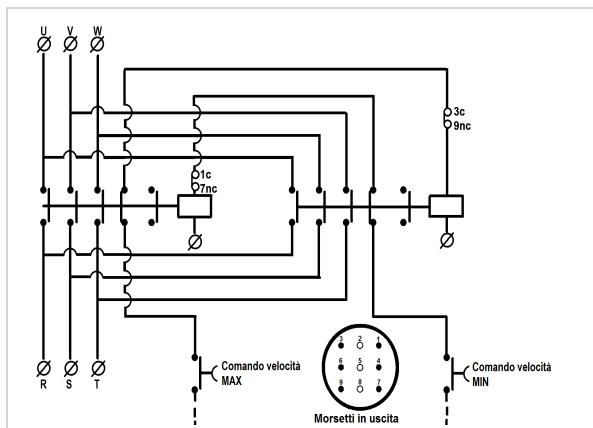 U V W
3c
9nc
1c
7nc
Comando velocità
MAX
3 2 1
6 5 4
9 8 7
Comando velocità
MIN
R S T
Morsetti in uscita